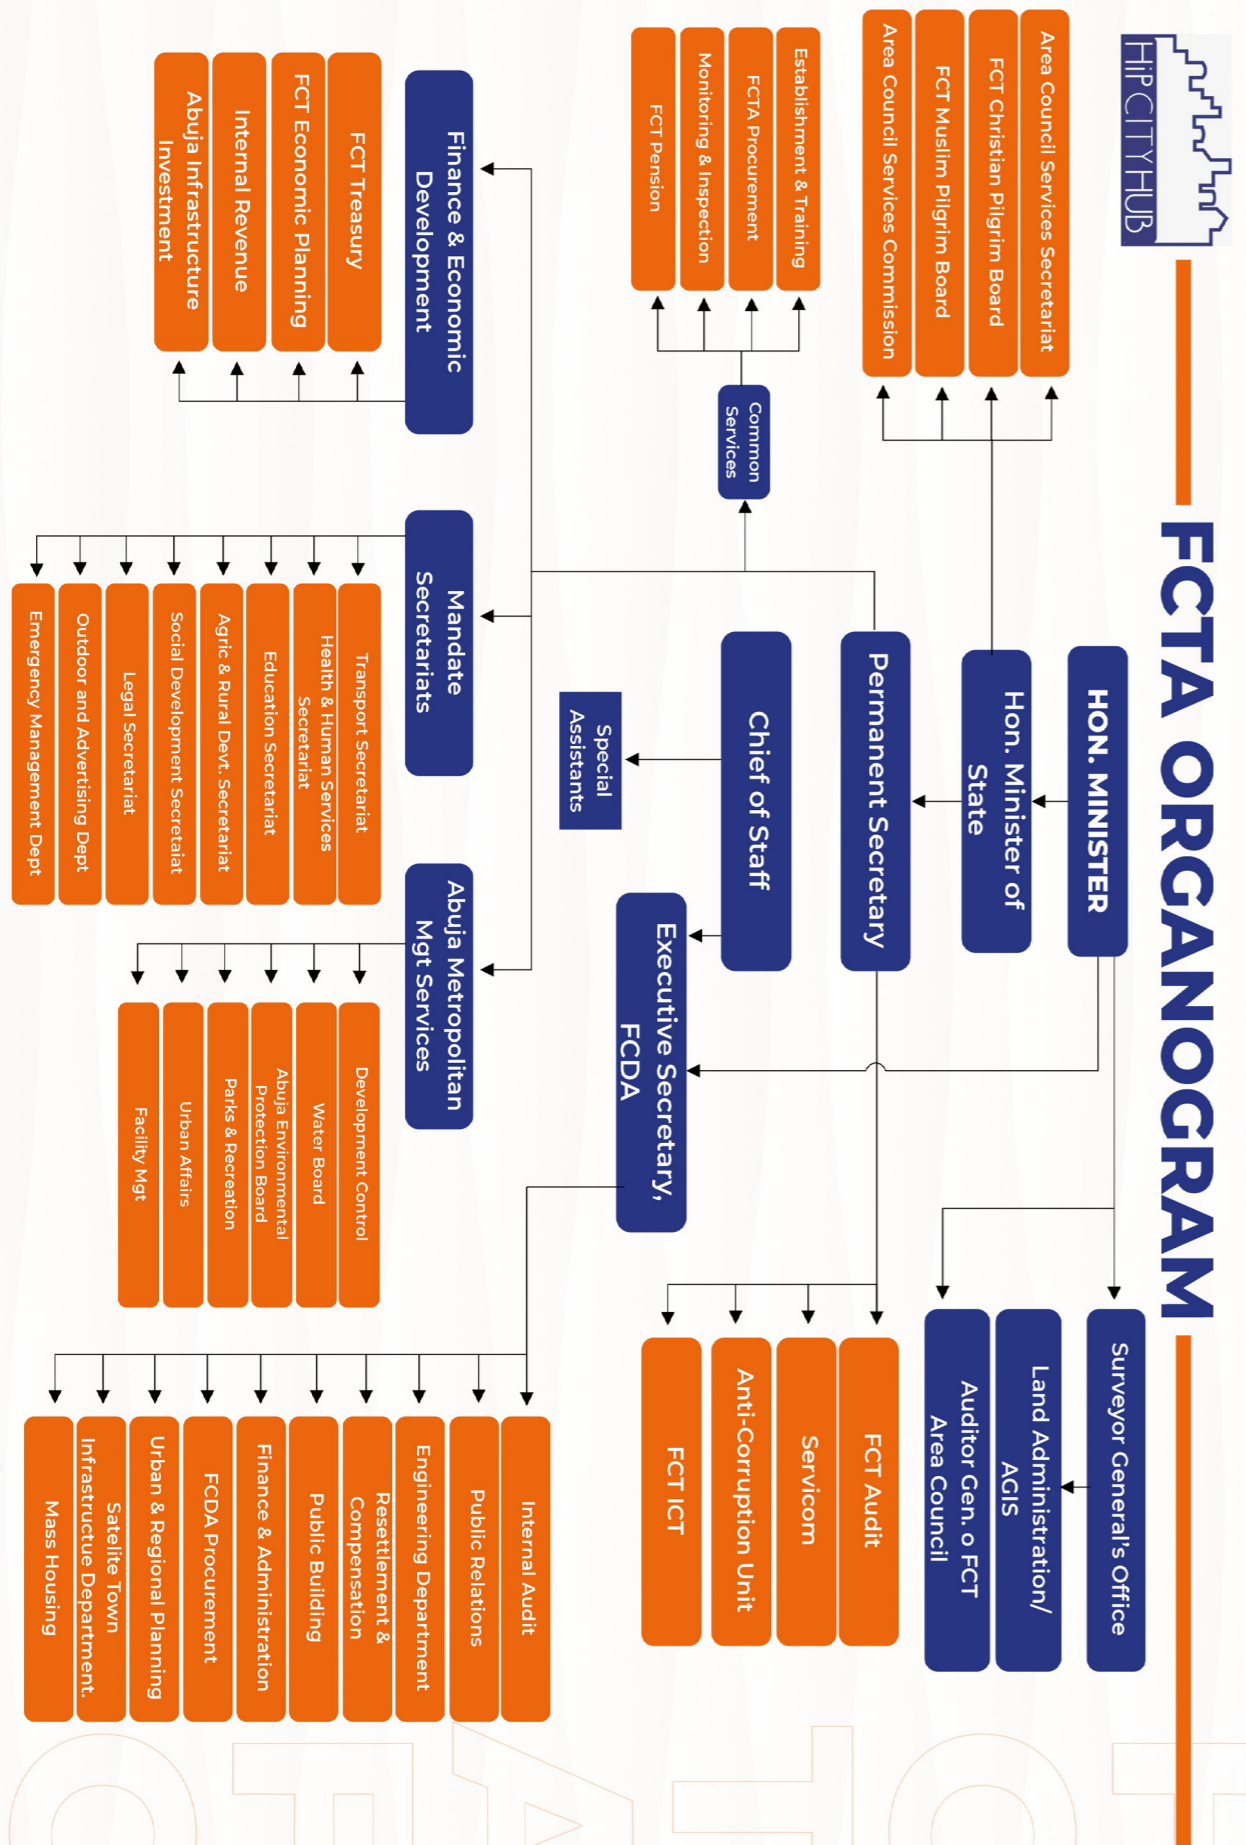 HiPCITYHUB
FCTA ORGANOGRAM
HON. MINISTER
Hon. Minister of
State
Permanent Secretary
Chief of Staff
Special
Assistants
Executive Secretary,
FCDA
Surveyor General's Office
Land Administration/
AGIS
Auditor Gen. o FCT
Area Council
Area Council Services Secretariat
FCT Christian Pilgrim Board
FCT Muslim Pilgrim Board
Area Council Services Commission
Common
Services
Establishment & Training
FCTA Procurement
Monitoring & Inspection
FCT Pension
FCT Audit
Servicom
Anti-Corruption Unit
FCT ICT
Finance & Economic
Development
FCT Treasury
FCT Economic Planning
Internal Revenue
Abuja Infrastructure
Investment
Mandate
Secretariats
Transport Secretariat
Health & Human Services
Secretariat
Education Secretariat
Agric & Rural Devt. Secretariat
Social Development Secretaiat
Legal Secretariat
Outdoor and Advertising Dept
Emergency Management Dept
Abuja Metropolitan
Mgt Services
Development Control
Water Board
Abuja Environmental
Protection Board
Parks & Recreation
Urban Affairs
Facility Mgt
Internal Audit
Public Relations
Engineering Department
Resettlement &
Compensation
Public Building
Finance & Administration
FCDA Procurement
Urban & Regional Planning
Satelite Town
Infrastructue Department.
Mass Housing